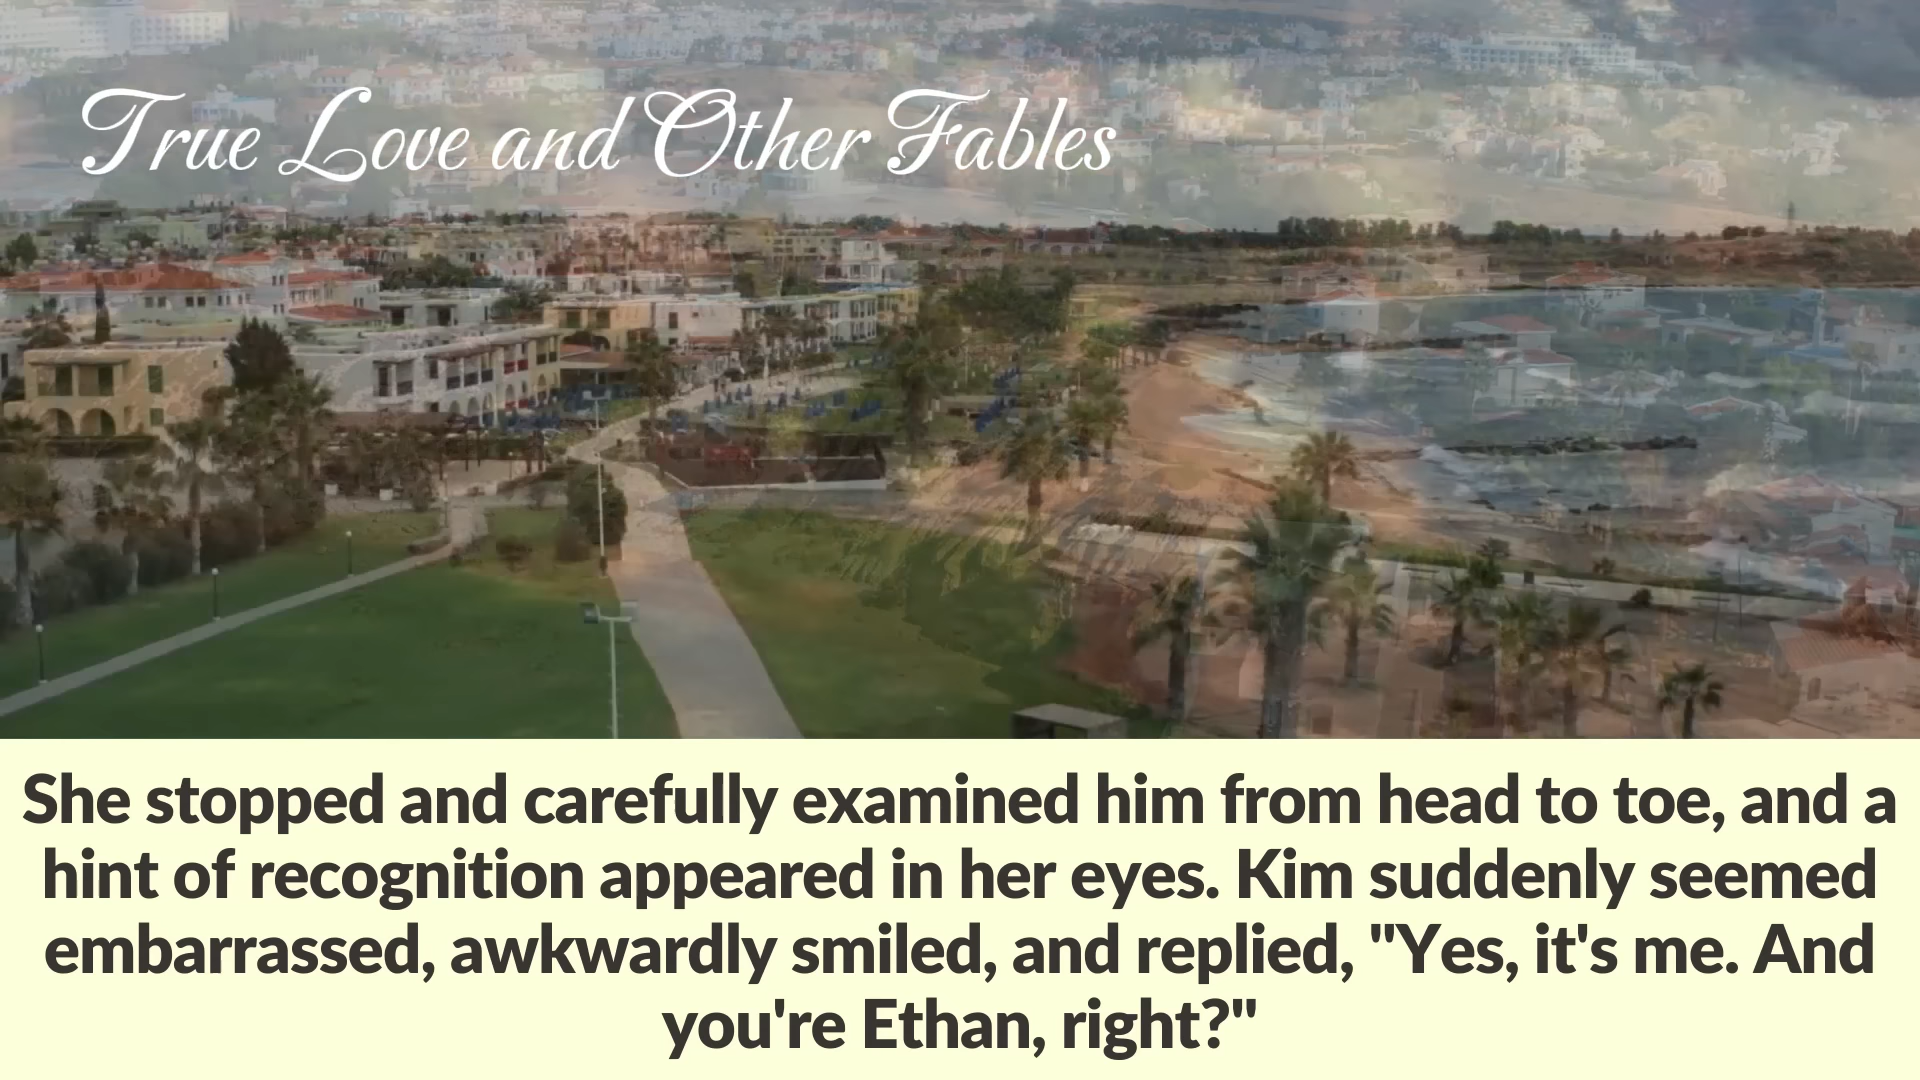 True Love and Other Fables
She stopped and carefully examined him from head to toe, and a
hint of recognition appeared in her eyes. Kim suddenly seemed
embarrassed, awkwardly smiled, and replied, "Yes, it's me. And
you're Ethan, right?"